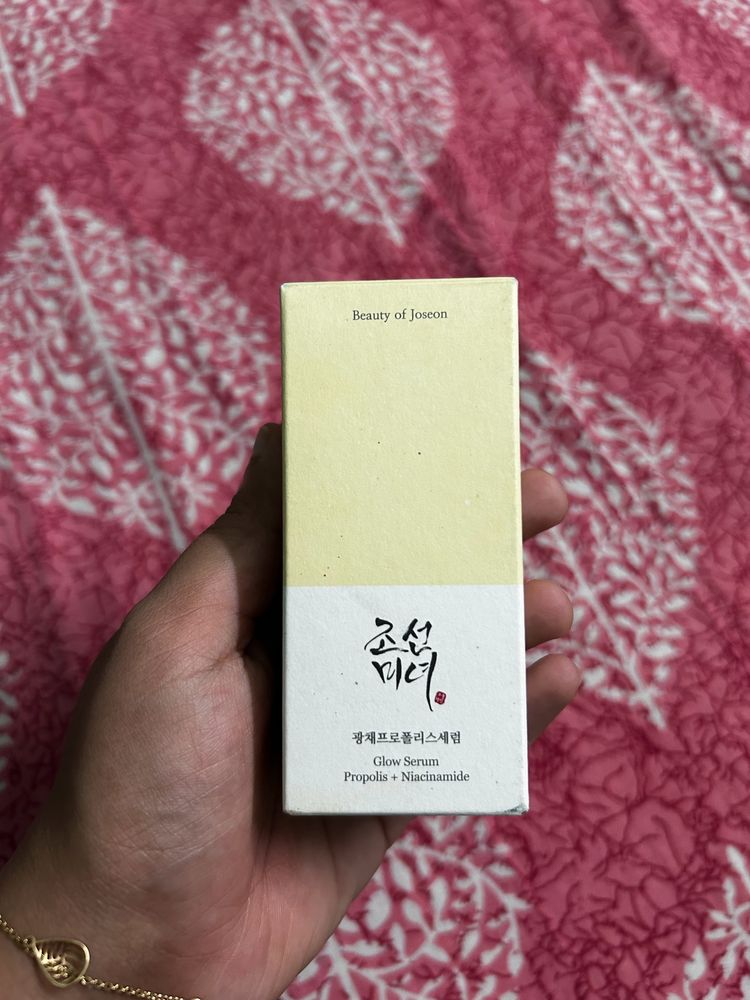 Beauty of Joseon
조선
미녀
광채프로폴리스세럼
Glow Serum
Propolis + Niacinamide